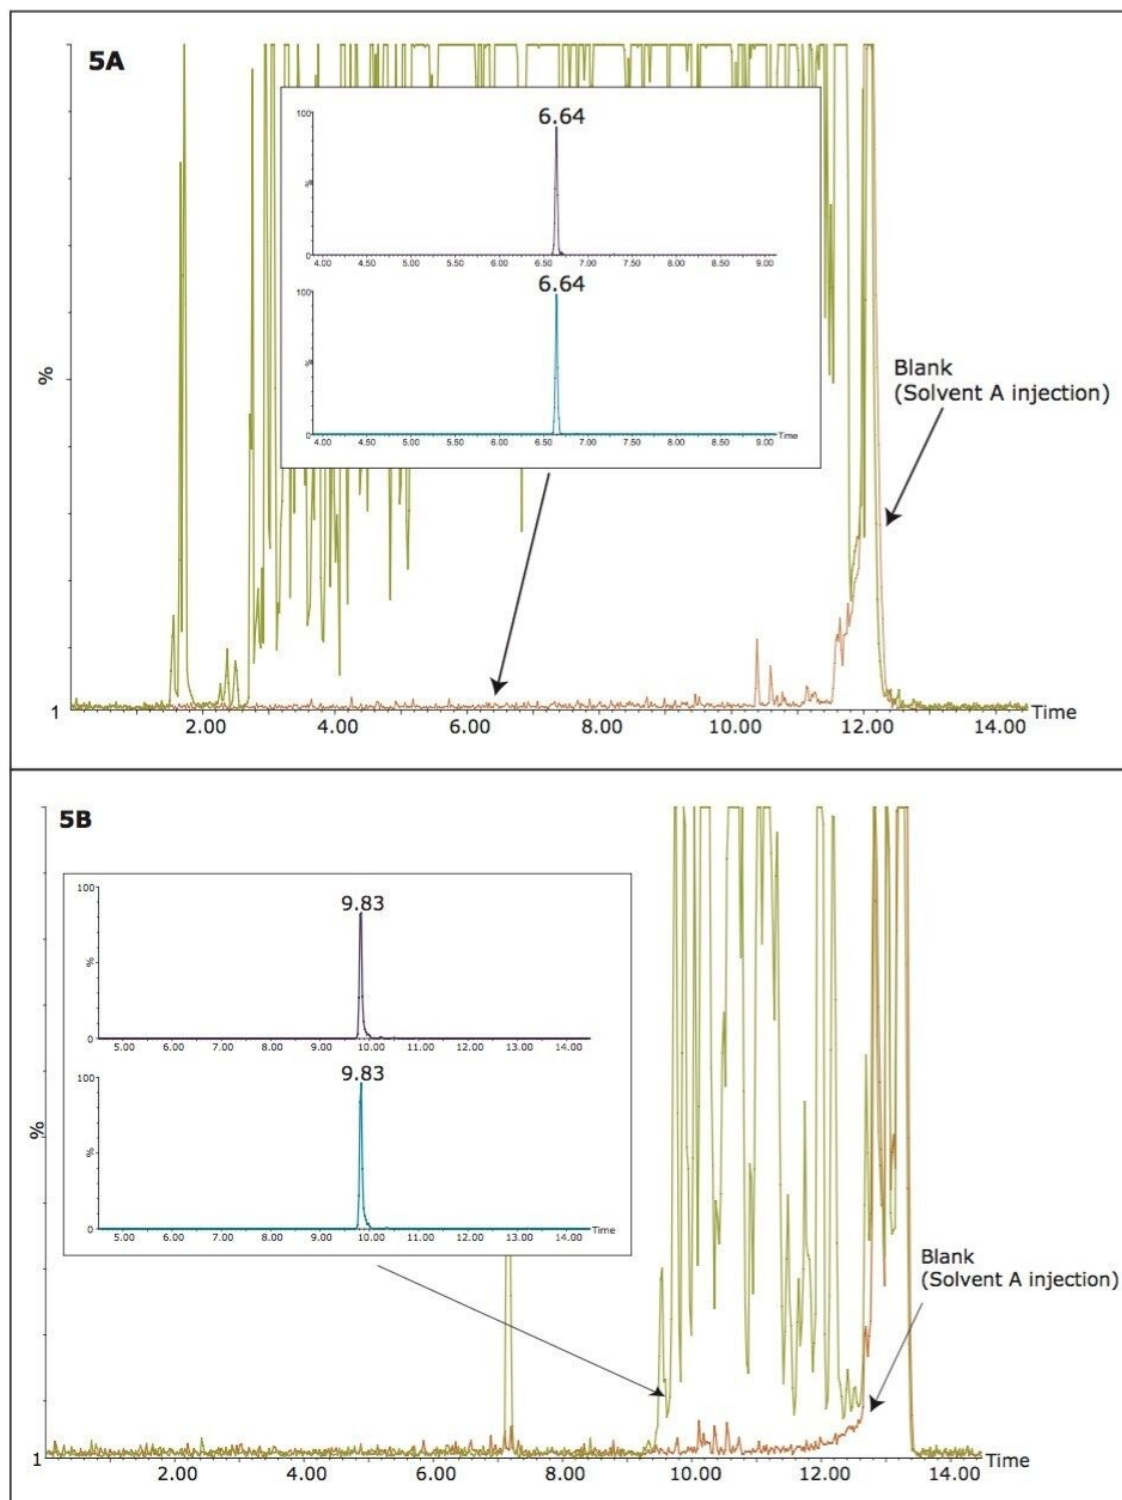 5A
100
6.64
%
0
4.00 4.50 5.00 5.50 6.00 6.50 7.00 7.50 8.00 8.50 9.00
100
6.64
%
0
4.00 4.50 5.00 5.50 6.00 6.50 7.00 7.50 8.00 8.50 9.00 Time
%
Blank
(Solvent A injection)
1
2.00 4.00 6.00 8.00 10.00 12.00 14.00 Time
5B
100
9.83
%
0
5.00 6.00 7.00 8.00 9.00 10.00 11.00 12.00 13.00 14.00
100
9.83
%
0
5.00 6.00 7.00 8.00 9.00 10.00 11.00 12.00 13.00 14.00 Time
%
Blank
(Solvent A injection)
1
2.00 4.00 6.00 8.00 10.00 12.00 14.00 Time